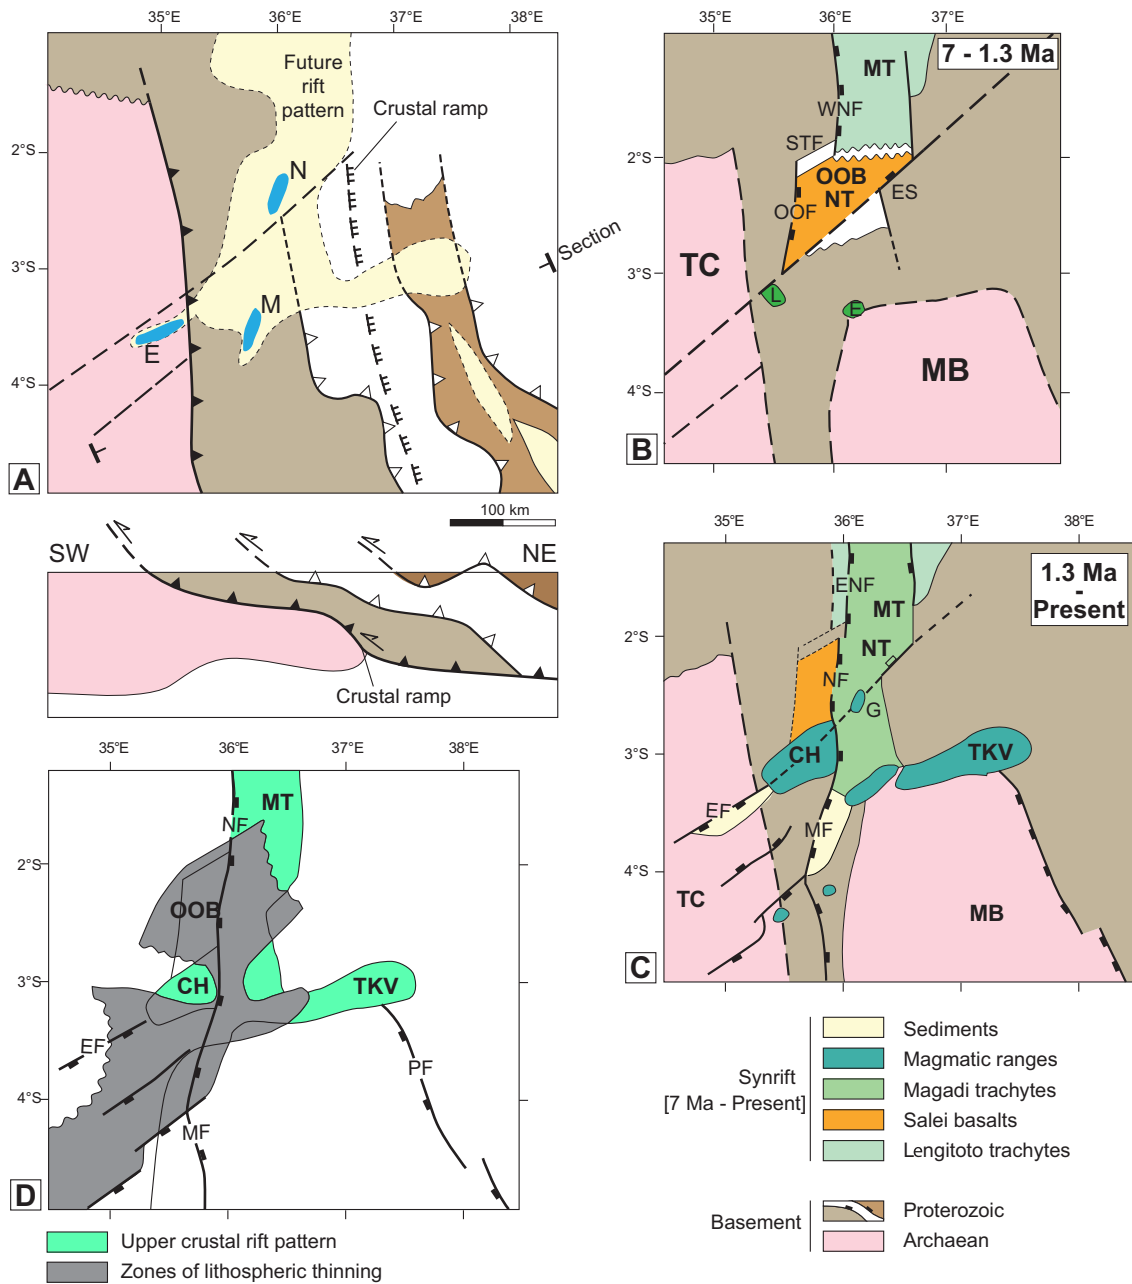 35°E
36°E
37°E
38°E
2°S
3°S
4°S
Future
rift
pattern
Crustal ramp
N
M
E
Section
A
100 km
SW
NE
Crustal ramp
35°E
36°E
37°E
7 - 1.3 Ma
2°S
3°S
4°S
MT
WNF
STF
OOB
NT
OOF
ES
TC
L
E
MB
B
35°E
36°E
37°E
38°E
1.3 Ma
-
Present
2°S
3°S
4°S
ENF
MT
NT
NF
G
CH
TKV
EF
MF
TC
MB
C
35°E
36°E
37°E
38°E
2°S
3°S
4°S
MT
NF
OOB
CH
TKV
EF
PF
MF
D
Upper crustal rift pattern
Zones of lithospheric thinning
Synrift
[7 Ma - Present]
Sediments
Magmatic ranges
Magadi trachytes
Salei basalts
Lengitoto trachytes
Basement
Proterozoic
Archaean